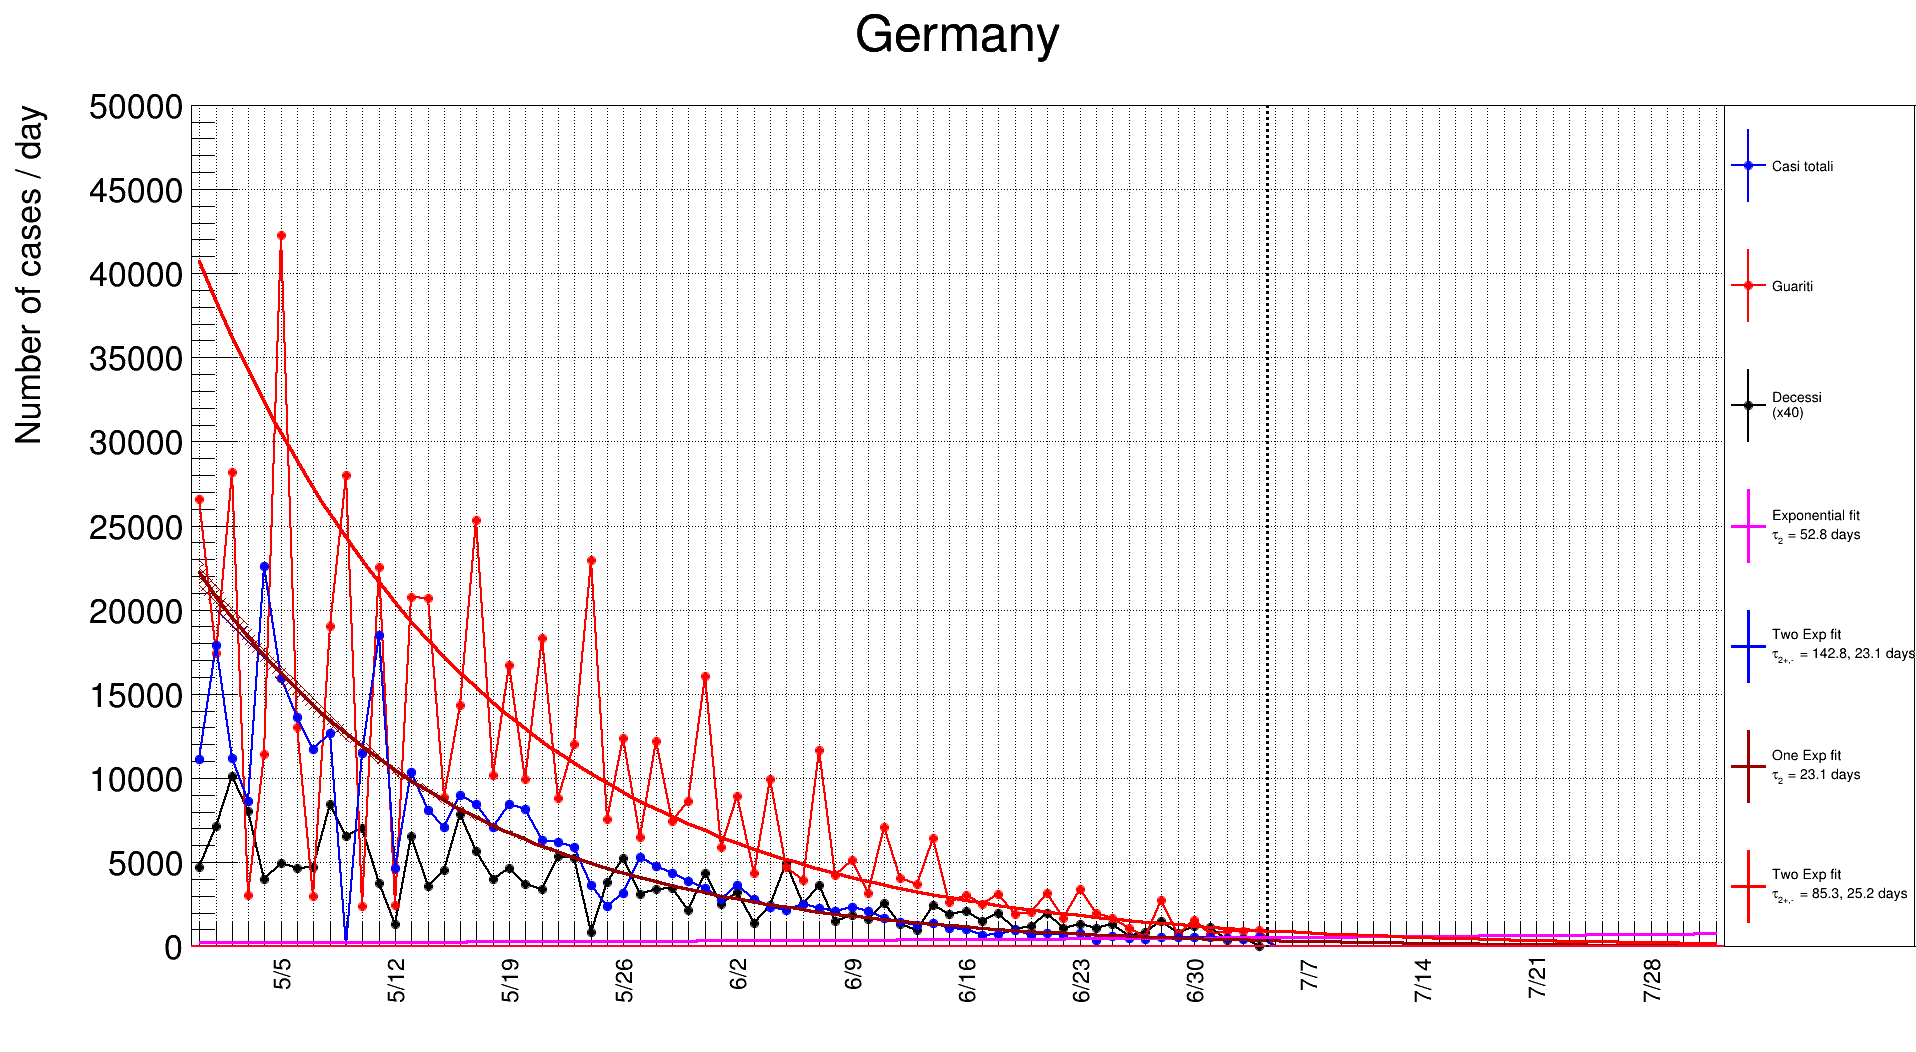 Germany
Number of cases / day
50000
45000
40000
35000
30000
25000
20000
15000
10000
5000
0
5/5
5/12
5/19
5/26
6/2
6/9
6/16
6/23
6/30
7/7
7/14
7/21
7/28
Casi totali
Guariti
Decessi
(x40)
Exponential fit
τ2 = 52.8 days
Two Exp fit
τ2+,- = 142.8, 23.1 days
One Exp fit
τ2 = 23.1 days
Two Exp fit
τ2+,- = 85.3, 25.2 days